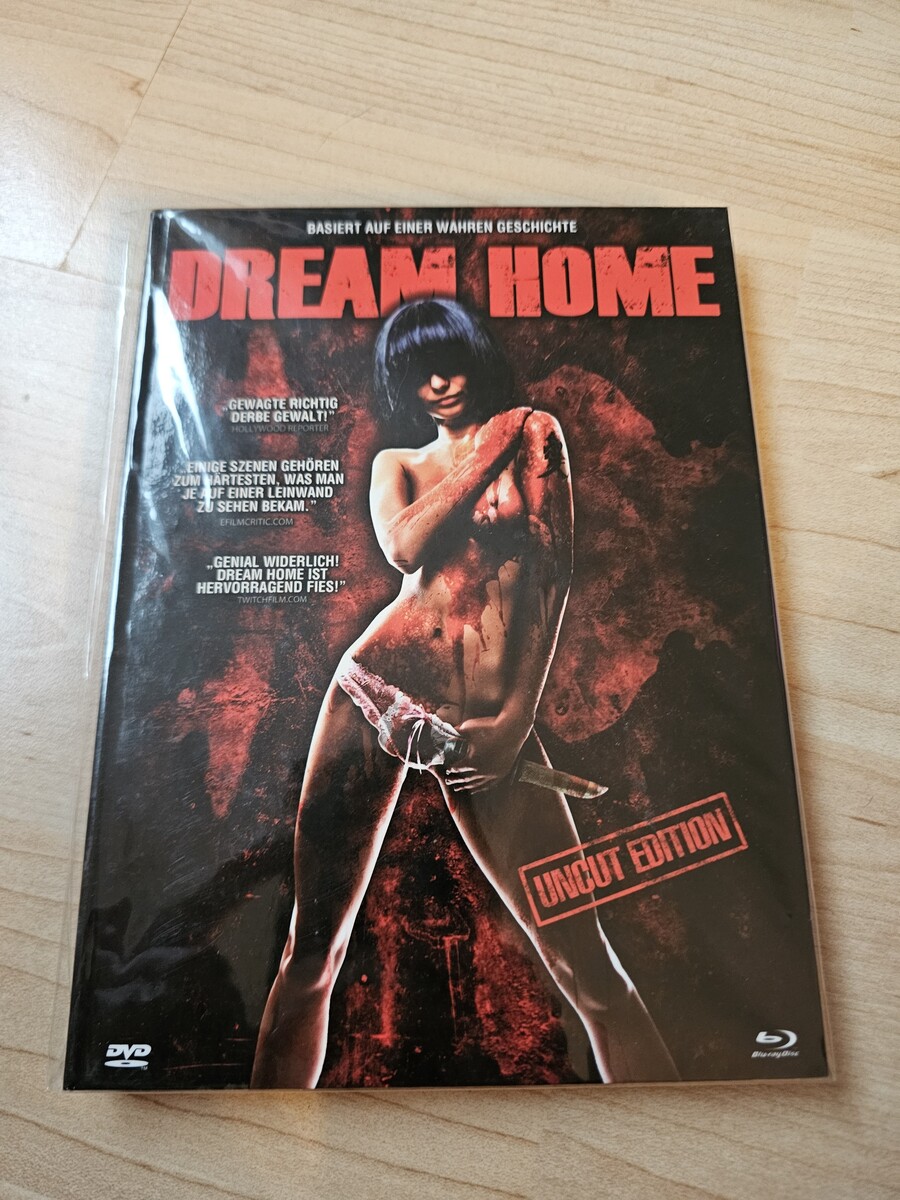 BASIERT AUF EINER WAHREN GESCHICHTE
DREAM HOME
„GEWAGTE RICHTIG
DERBE GEWALT!"
HOLLYWOOD REPORTER
„EINIGE SZENEN GEHÖREN
ZUM HÄRTESTEN, WAS MAN
JE AUF EINER LEINWAND
ZU SEHEN BEKAM."
EFILMCRITIC.COM
„GENIAL WIDERLICH!
DREAM HOME IST
HERVORRAGEND FIES!"
TWITCHFILM.COM
UNCUT EDITION
DVD
Blu-ray Disc